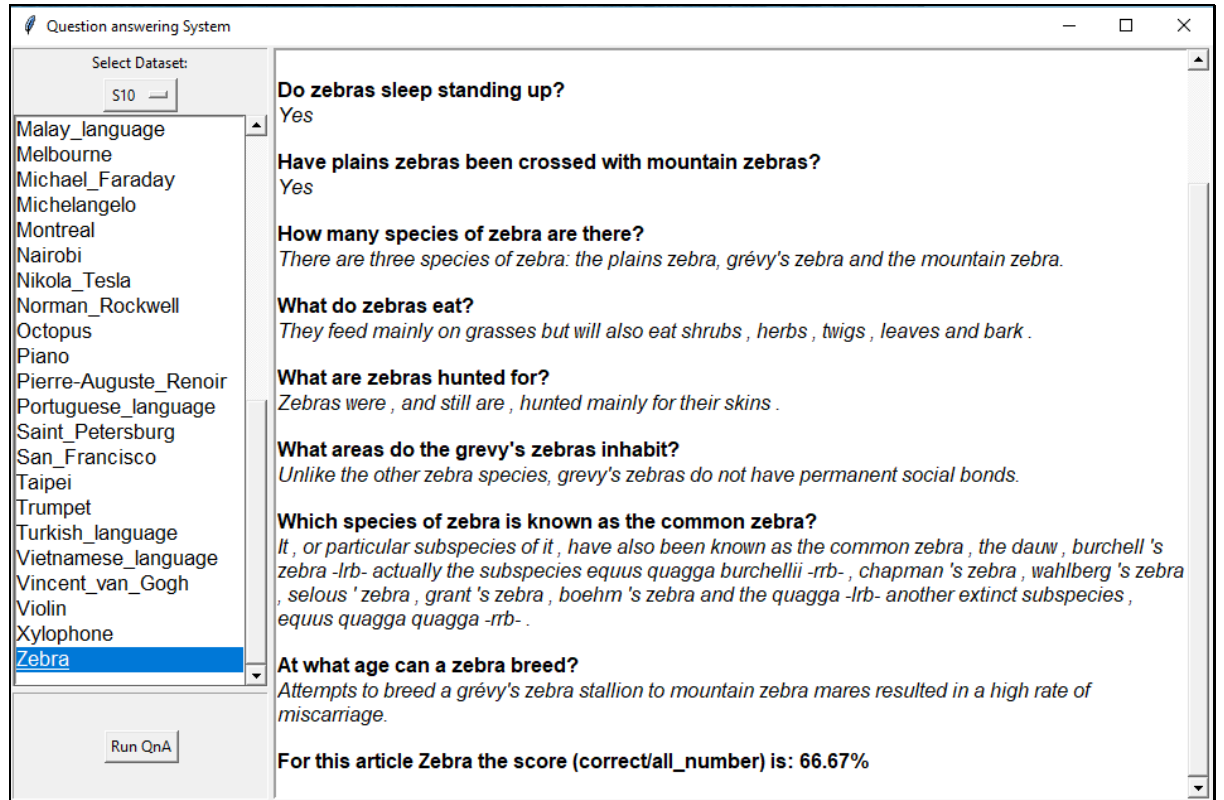 Question answering System
Select Dataset:
S10
Malay_language
Melbourne
Michael_Faraday
Michelangelo
Montreal
Nairobi
Nikola_Tesla
Norman_Rockwell
Octopus
Piano
Pierre-Auguste_Renoir
Portuguese_language
Saint_Petersburg
San_Francisco
Taipei
Trumpet
Turkish_language
Vietnamese_language
Vincent_van_Gogh
Violin
Xylophone
Zebra
Run QnA
Do zebras sleep standing up?
Yes
Have plains zebras been crossed with mountain zebras?
Yes
How many species of zebra are there?
There are three species of zebra: the plains zebra, grévy's zebra and the mountain zebra.
What do zebras eat?
They feed mainly on grasses but will also eat shrubs , herbs , twigs , leaves and bark .
What are zebras hunted for?
Zebras were , and still are , hunted mainly for their skins .
What areas do the grevy's zebras inhabit?
Unlike the other zebra species, grevy's zebras do not have permanent social bonds.
Which species of zebra is known as the common zebra?
It , or particular subspecies of it , have also been known as the common zebra , the dauw , burchell 's
zebra -lrb- actually the subspecies equus quagga burchellii -rrb- , chapman 's zebra , wahlberg 's zebra
, selous ' zebra , grant 's zebra , boehm 's zebra and the quagga -lrb- another extinct subspecies ,
equus quagga quagga -rrb- .
At what age can a zebra breed?
Attempts to breed a grévy's zebra stallion to mountain zebra mares resulted in a high rate of
miscarriage.
For this article Zebra the score (correct/all_number) is: 66.67%